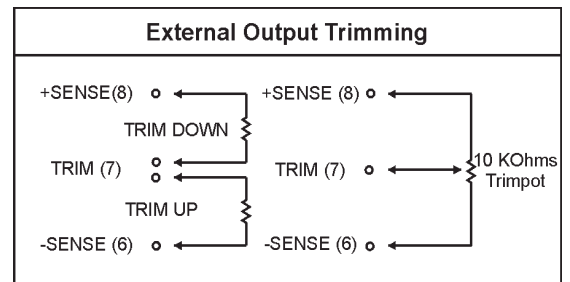 External Output Trimming
+SENSE(8)
TRIM DOWN
TRIM (7)
TRIM UP
-SENSE (6)
+SENSE (8)
TRIM (7)
10 KOhms
Trimpot
-SENSE (6)